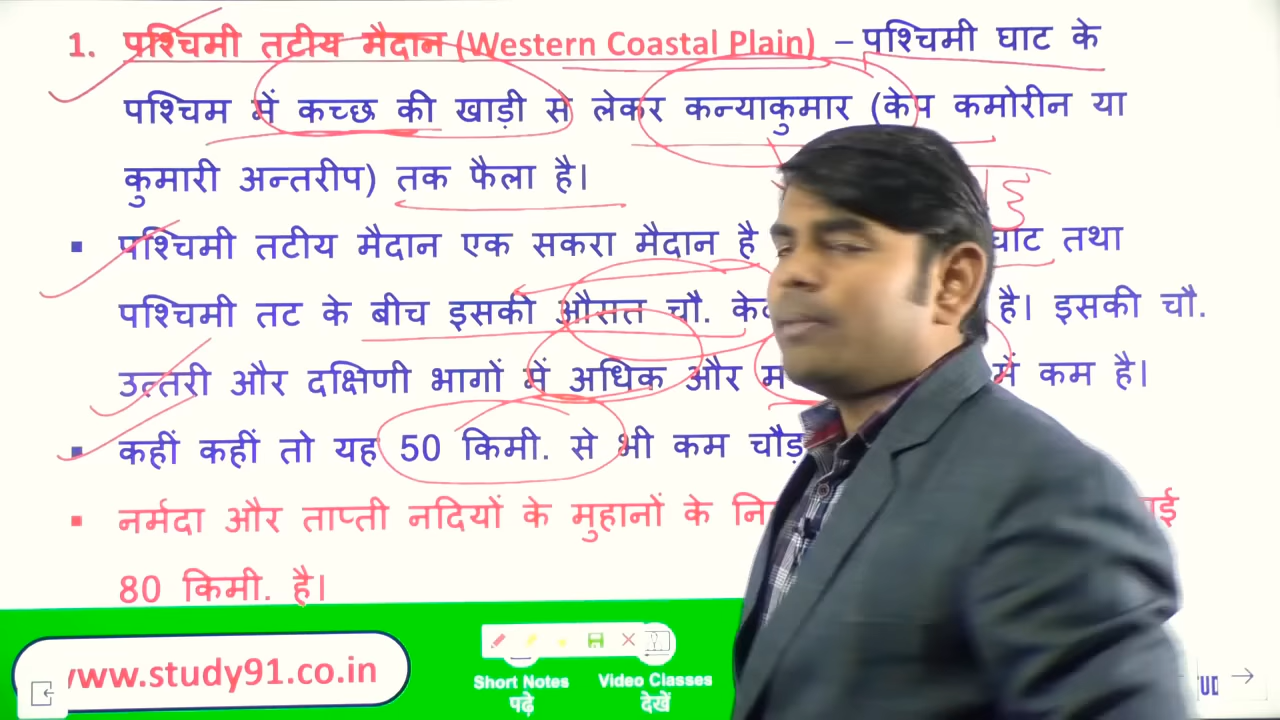 1. पश्चिमी तटीय मैदान (Western Coastal Plain) – पश्चिमी घाट के
पश्चिम में कच्छ की खाड़ी से लेकर कन्याकुमार (केप कमोरीन या
कुमारी अन्तरीप) तक फैला है।
▪ पश्चिमी तटीय मैदान एक सकरा मैदान है घाट तथा
पश्चिमी तट के बीच इसकी औसत चौ. है। इसकी चौ.
उत्तरी और दक्षिणी भागों में अधिक और में कम है।
▪ कहीं कहीं तो यह 50 किमी. से भी कम
▪ नर्मदा और ताप्ती नदियों के मुहानों के
80 किमी. है।
www.study91.co.in
Short Notes
पढ़े
Video Classes
देखें